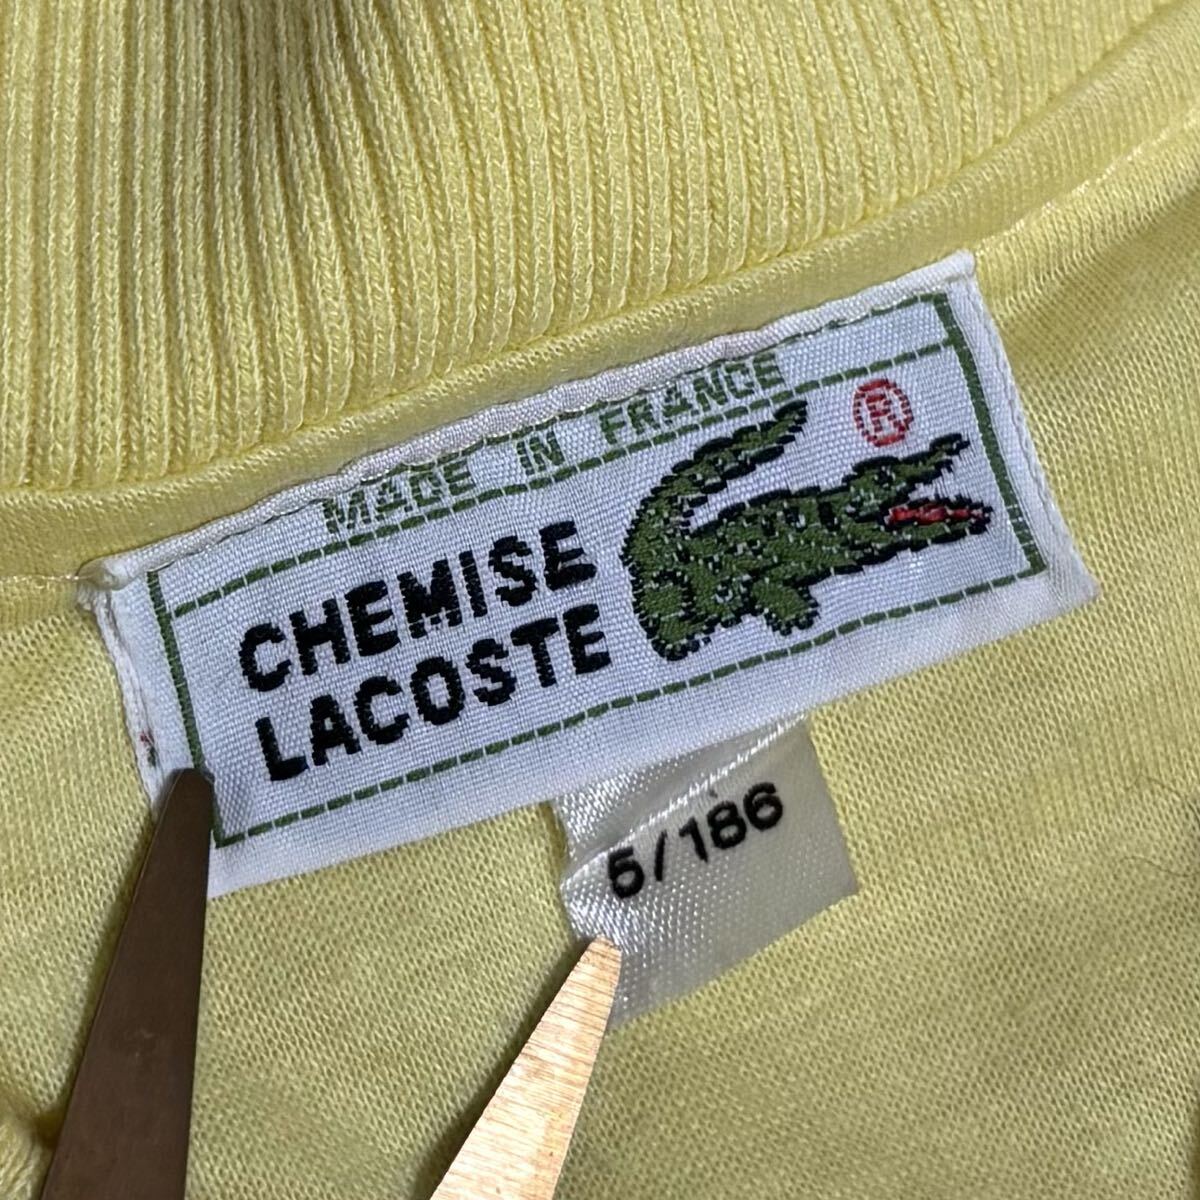 MADE IN FRANCE
®
CHEMISE
LACOSTE
5/186